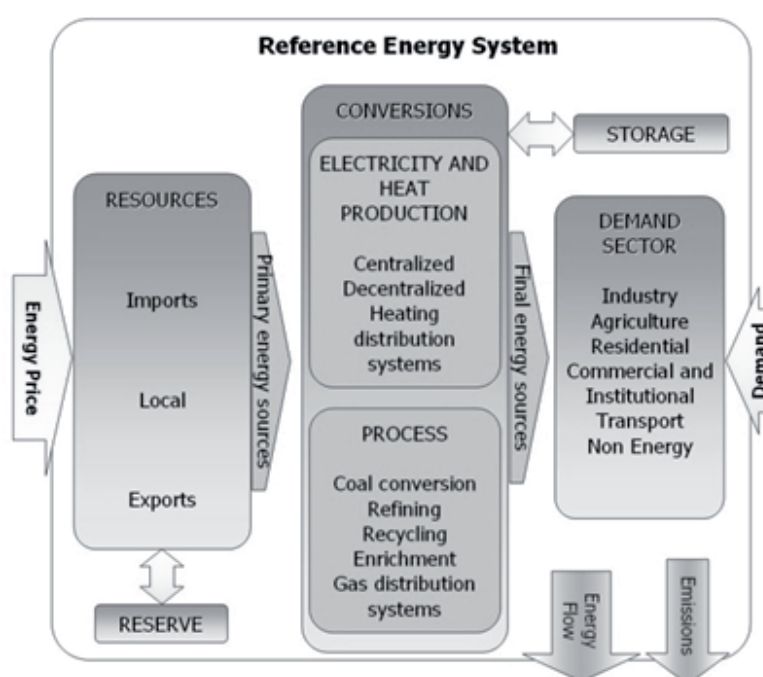 Reference Energy System
Energy Price
RESOURCES
Imports
Local
Exports
RESERVE
Primary energy sources
CONVERSIONS
ELECTRICITY AND
HEAT
PRODUCTION
Centralized
Decentralized
Heating
distribution
systems
PROCESS
Coal conversion
Refining
Recycling
Enrichment
Gas distribution
systems
Final energy sources
STORAGE
DEMAND
SECTOR
Industry
Agriculture
Residential
Commercial and
Institutional
Transport
Non Energy
Demand
Energy
Flow
Emissions